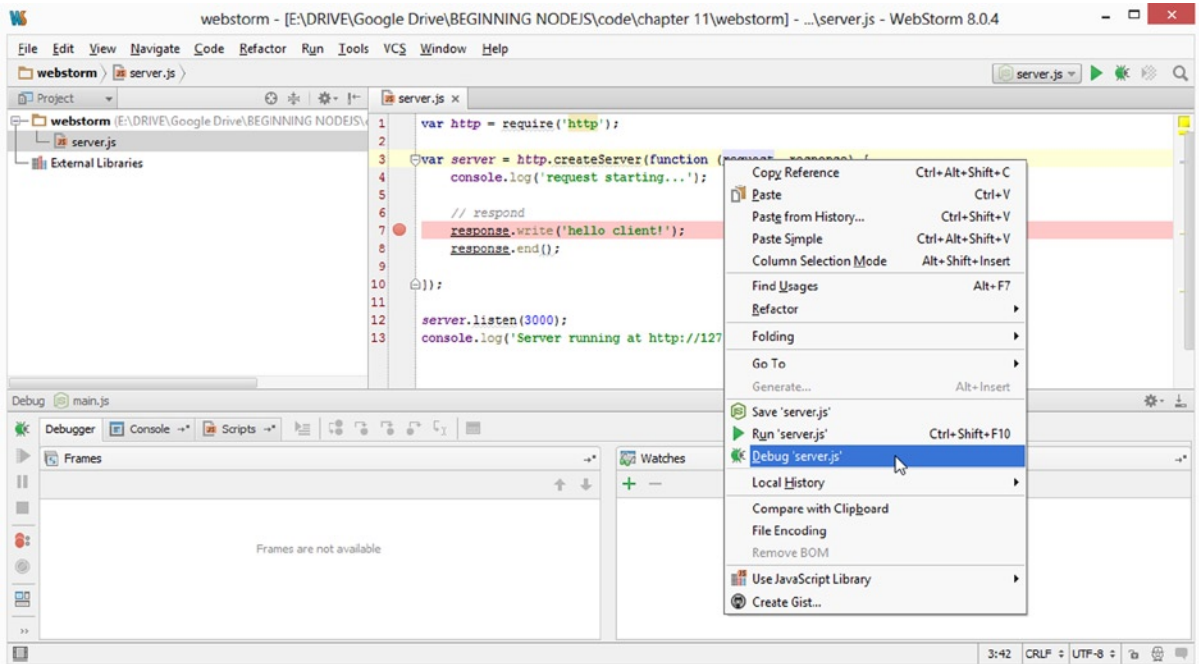 webstorm - [E:\DRIVE\Google Drive\BEGINNING NODEJS\code\chapter 11\webstorm] - ...\server.js - WebStorm 8.0.4
File Edit View Navigate Code Refactor Run Tools VCS Window Help
webstorm server.js
server.js
Project
server.js ×
webstorm (E:\DRIVE\Google Drive\BEGINNING NODEJS\
server.js
External Libraries
1 var http = require('http');
2
3 var server = http.createServer(function (request, response) {
4 console.log('request starting...');
5
6 // respond
7 response.write('hello client!');
8 response.end();
9
10 });
11
12 server.listen(3000);
13 console.log('Server running at http://127
Copy Reference Ctrl+Alt+Shift+C
Paste Ctrl+V
Paste from History... Ctrl+Shift+V
Paste Simple Ctrl+Alt+Shift+V
Column Selection Mode Alt+Shift+Insert
Find Usages Alt+F7
Refactor
Folding
Go To
Generate... Alt+Insert
Save 'server.js'
Run 'server.js' Ctrl+Shift+F10
Debug 'server.js'
Local History
Compare with Clipboard
File Encoding
Remove BOM
Use JavaScript Library
Create Gist...
Debug main.js
Debugger Console Scripts
Frames
Watches
Frames are not available
3:42 CRLF UTF-8